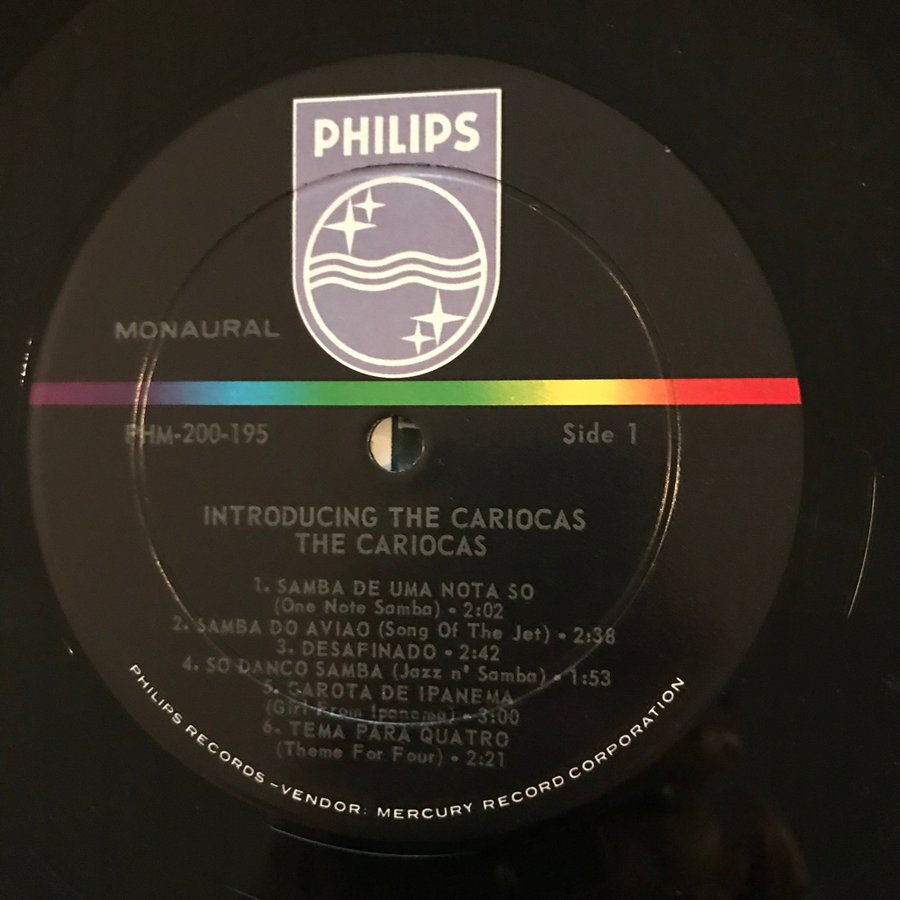 PHILIPS
MONAURAL
PHM-200-195
Side 1
INTRODUCING THE CARIOCAS
THE CARIOCAS
1. SAMBA DE UMA NOTA SO
(One Note Samba) • 2:02
2. SAMBA DO AVIAO (Song Of The Jet) • 2:38
3. DESAFINADO • 2:42
4. SO DANCO SAMBA (Jazz n' Samba) • 1:53
5. GAROTA DE IPANEMA
(Girl From Ipanema) • 3:00
6. TEMA PARA QUATRO
(Theme For Four) • 2:21
PHILIPS RECORDS – VENDOR: MERCURY RECORD CORPORATION